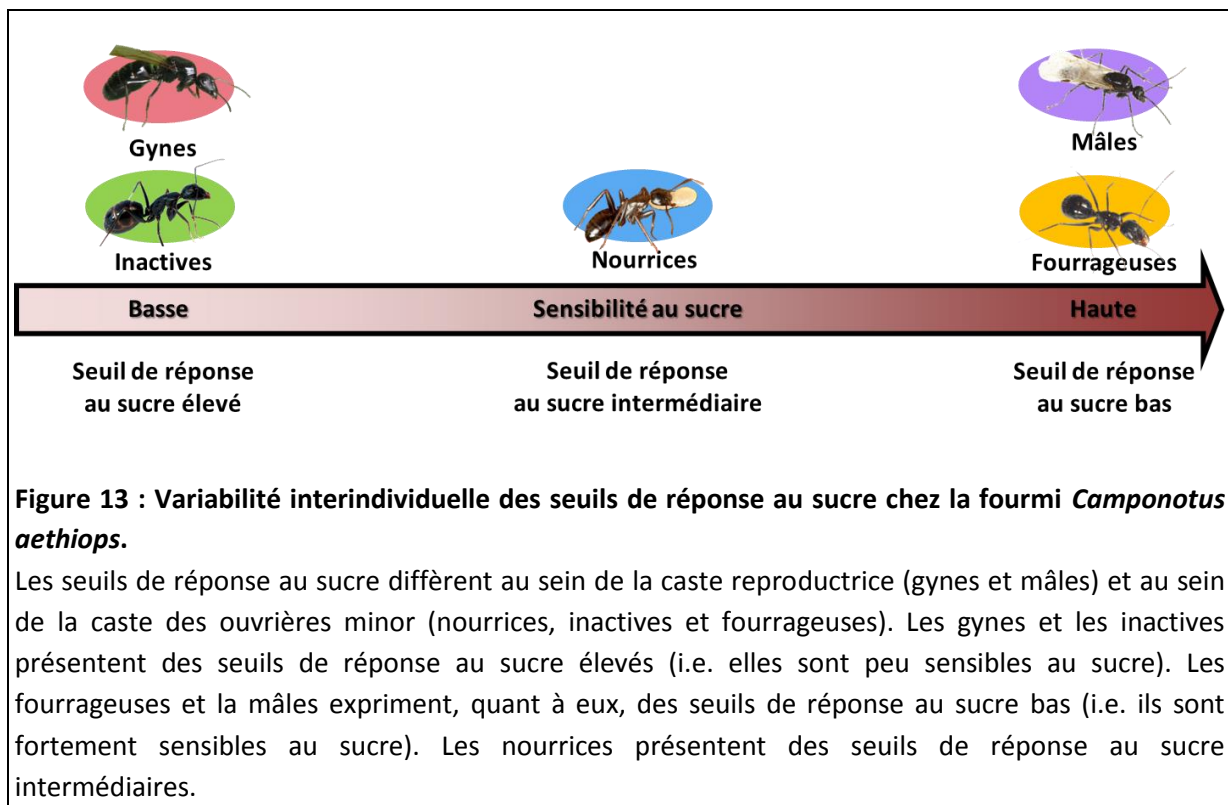 Gynes
Mâles
Inactives
Nourrices
Fourrageuses
Basse
Sensibilité au sucre
Haute
Seuil de réponse
au sucre élevé
Seuil de réponse
au sucre intermédiaire
Seuil de réponse
au sucre bas
Figure 13 : Variabilité interindividuelle des seuils de réponse au sucre chez la fourmi Camponotus
aethiops.
Les seuils de réponse au sucre diffèrent au sein de la caste reproductrice (gynes et mâles) et au sein
de la caste des ouvrières minor (nourrices, inactives et fourrageuses). Les gynes et les inactives
présentent des seuils de réponse au sucre élevés (i.e. elles sont peu sensibles au sucre). Les
fourrageuses et la mâles expriment, quant à eux, des seuils de réponse au sucre bas (i.e. ils sont
fortement sensibles au sucre). Les nourrices présentent des seuils de réponse au sucre
intermédiaires.